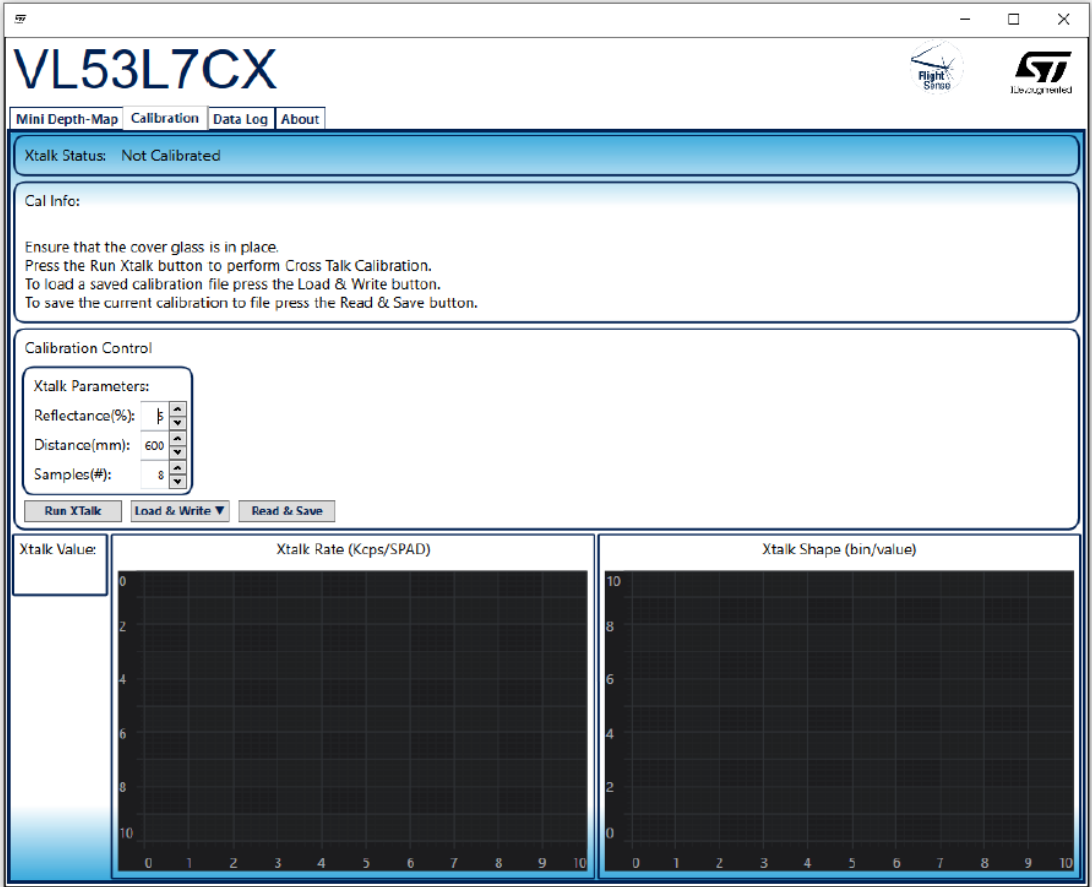 VL53L7CX
Flight
Sense
life.augmented
Mini Depth-Map Calibration Data Log About
Xtalk Status: Not Calibrated
Cal Info:
Ensure that the cover glass is in place.
Press the Run Xtalk button to perform Cross Talk Calibration.
To load a saved calibration file press the Load & Write button.
To save the current calibration to file press the Read & Save button.
Calibration Control
Xtalk Parameters:
Reflectance(%): 5
Distance(mm): 600
Samples(#): 8
Run XTalk Load & Write ▼ Read & Save
Xtalk Value:
Xtalk Rate (Kcps/SPAD)
0
2
4
6
8
10
0 1 2 3 4 5 6 7 8 9 10
Xtalk Shape (bin/value)
10
8
6
4
2
0
0 1 2 3 4 5 6 7 8 9 10